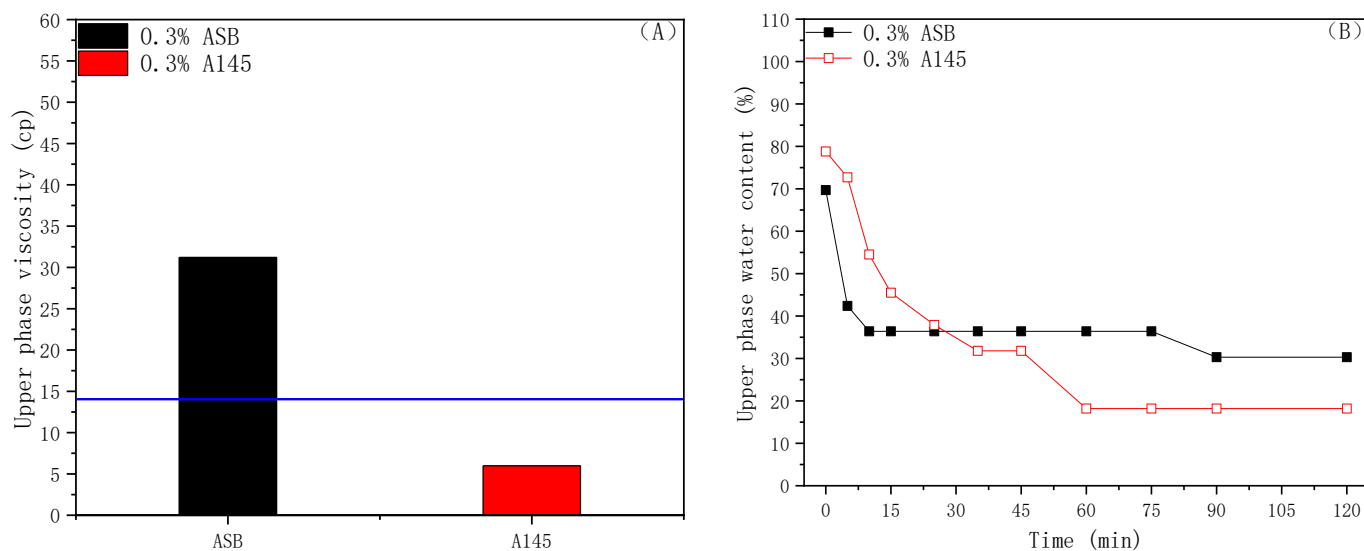 (A)
0.3% ASB
0.3% A145
Upper phase viscosity (cp)
60
55
50
45
40
35
30
25
20
15
10
5
0
ASB
A145
(B)
0.3% ASB
0.3% A145
Upper phase water content (%)
110
100
90
80
70
60
50
40
30
20
10
0
0 15 30 45 60 75 90 105 120
Time (min)